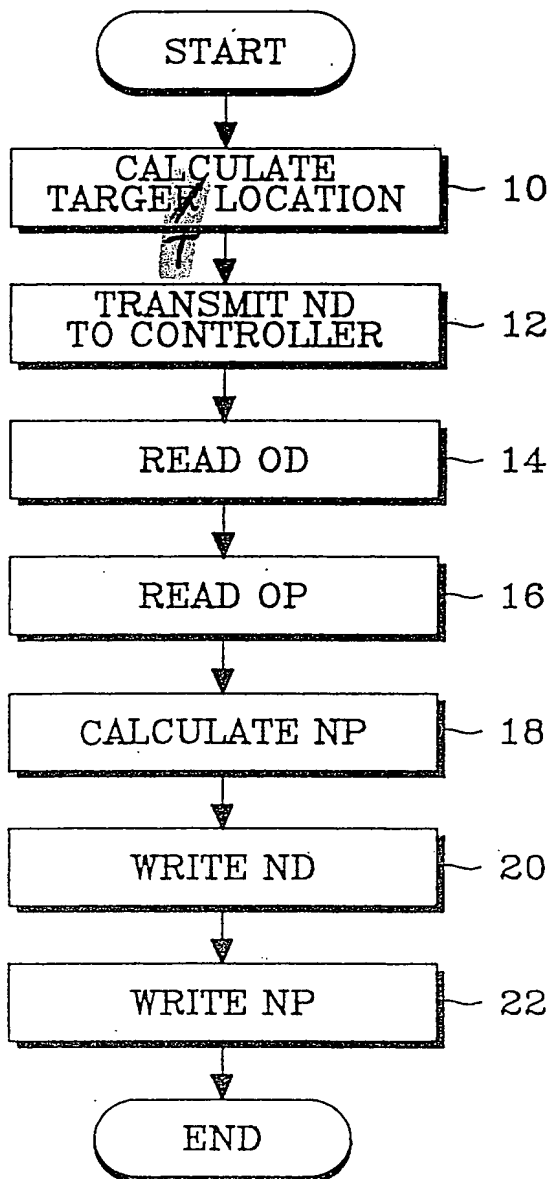 START
CALCULATE
TARGER LOCATION
10
T
TRANSMIT ND
TO CONTROLLER
12
READ OD
14
READ OP
16
CALCULATE NP
18
WRITE ND
20
WRITE NP
22
END